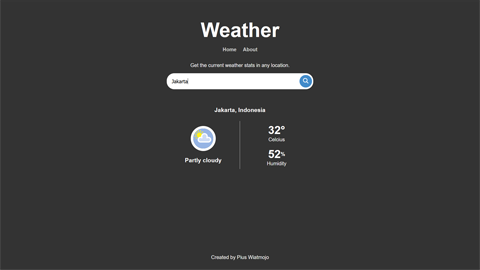 Weather
Home About
Get the current weather stats in any location.
Jakarta
Jakarta, Indonesia
Partly cloudy
32°
Celcius
52%
Humidity
Created by Pius Wiatmojo